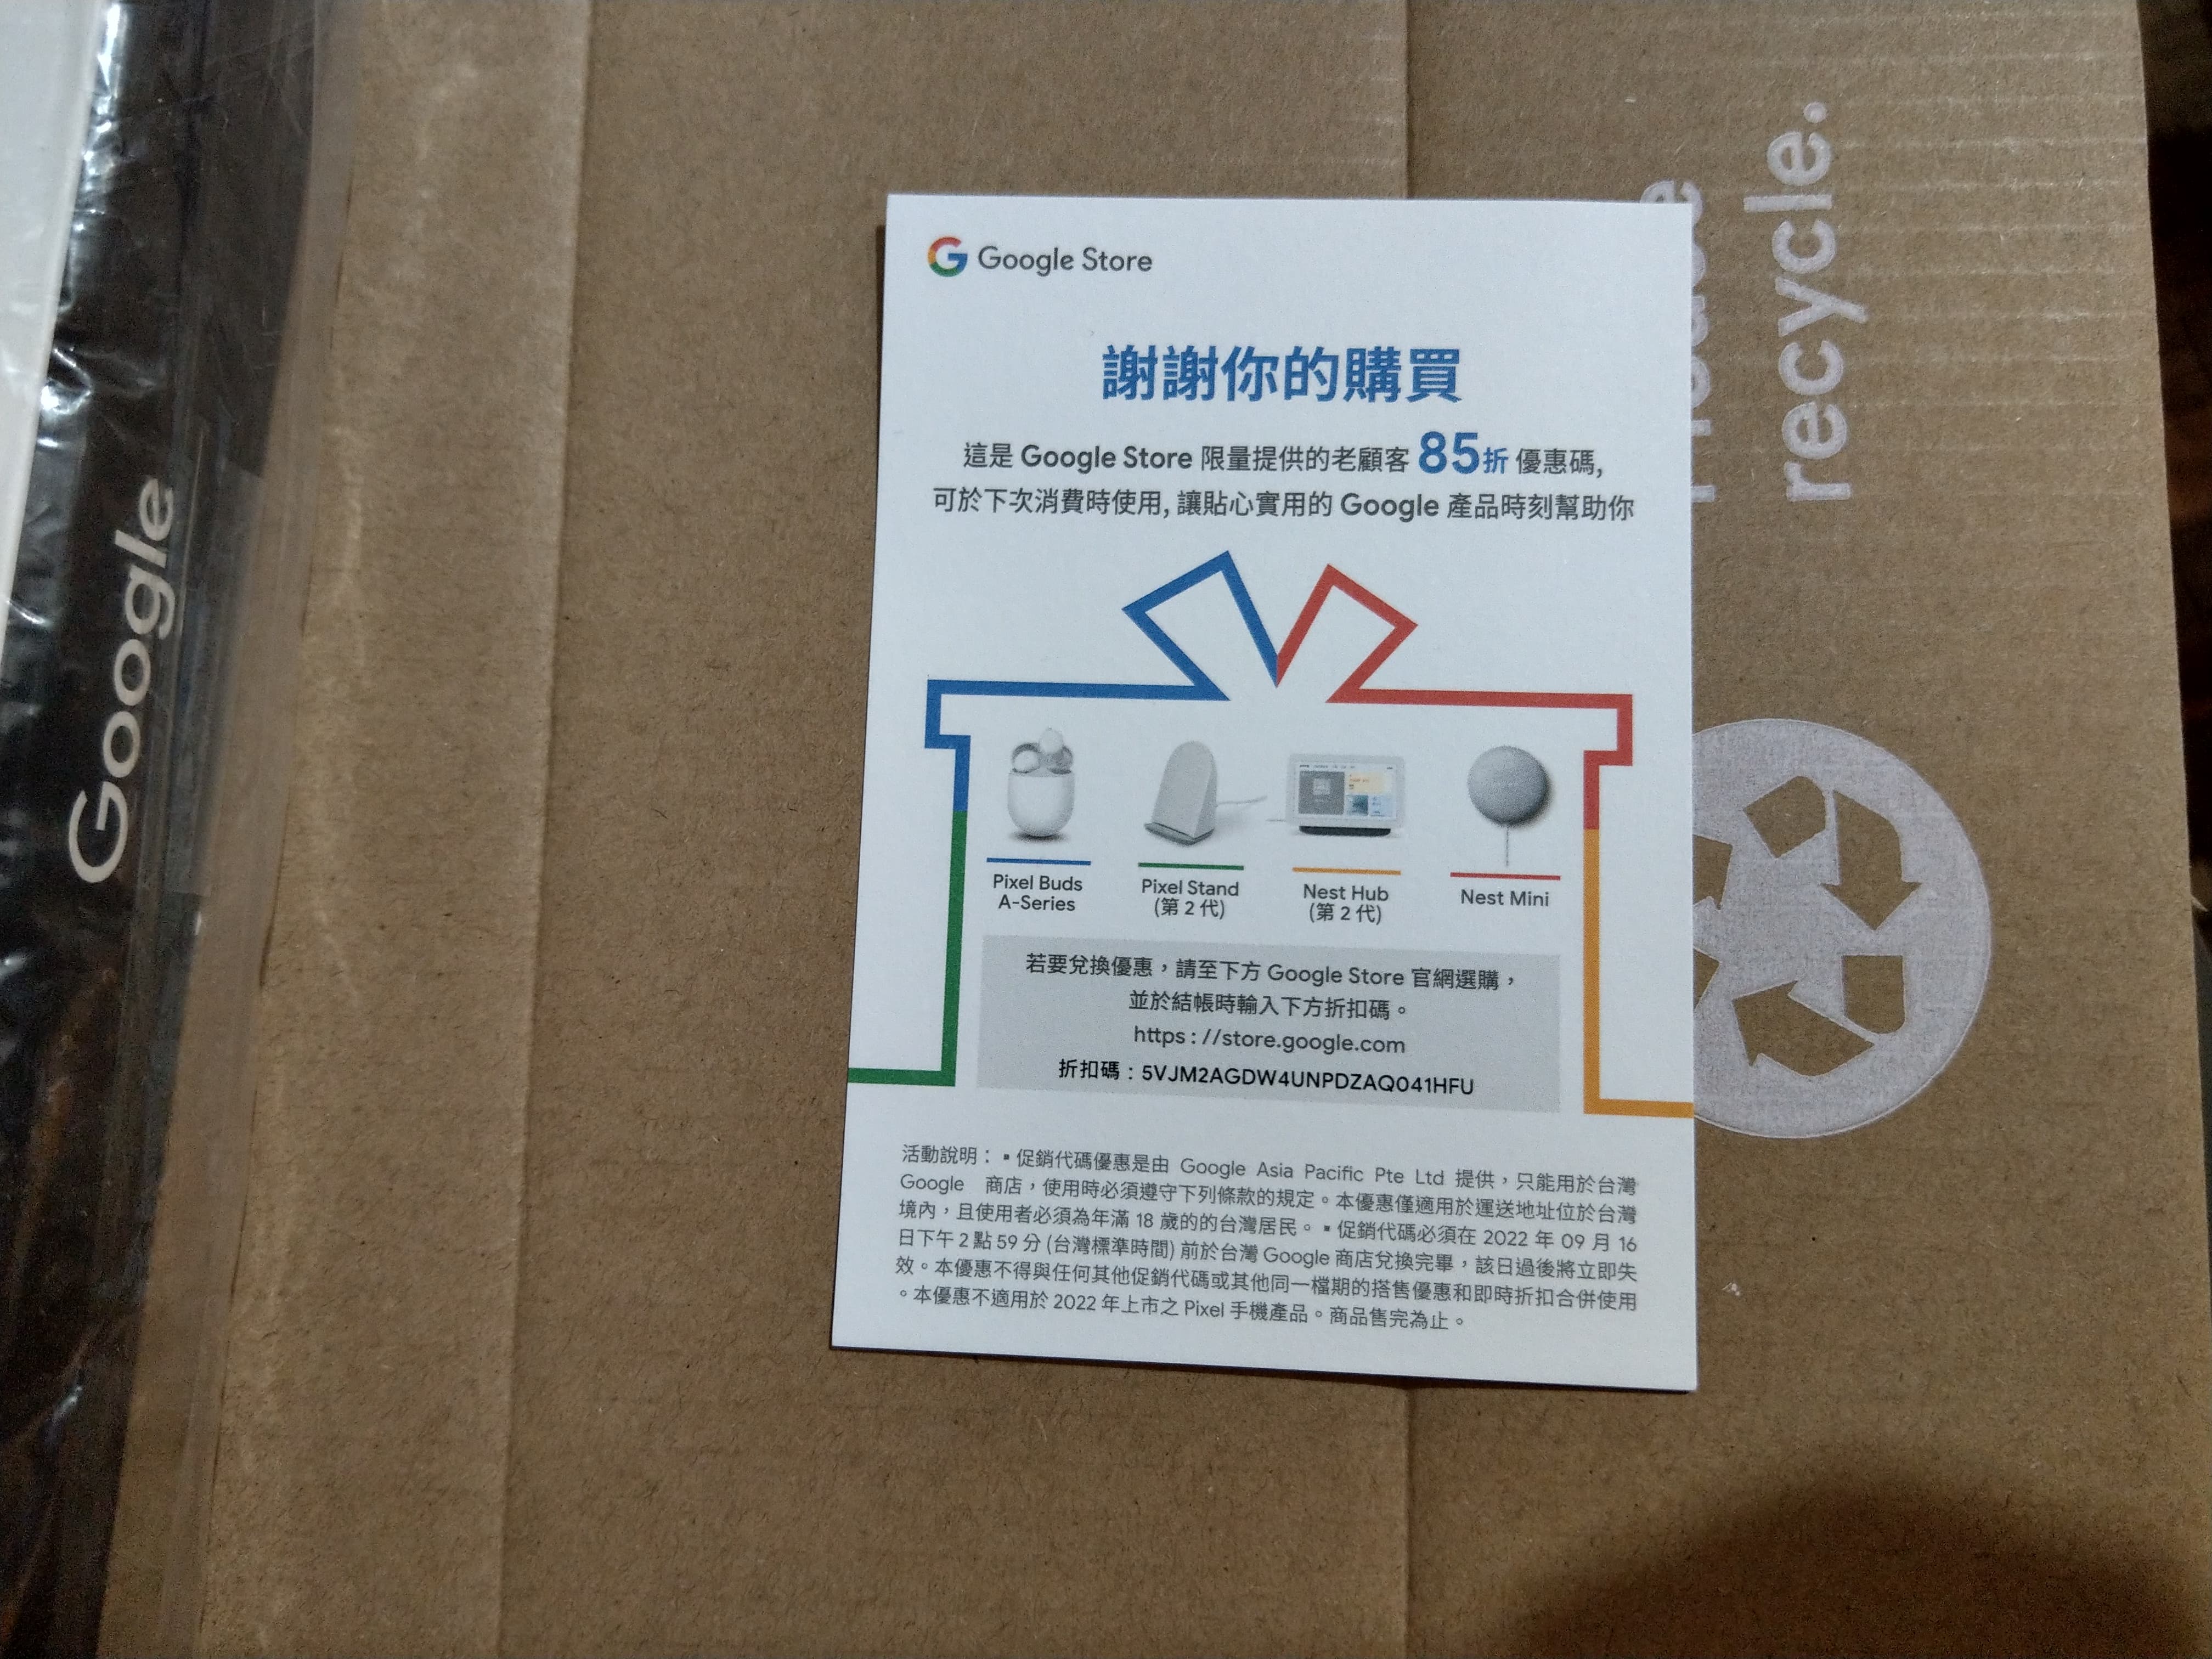 Google
Please
recycle.
Google Store
謝謝你的購買
這是 Google Store 限量提供的老顧客 85折 優惠碼,
可於下次消費時使用, 讓貼心實用的 Google 產品時刻幫助你
Pixel Buds
A-Series
Pixel Stand
(第 2 代)
Nest Hub
(第 2 代)
Nest Mini
若要兌換優惠，請至下方 Google Store 官網選購，
並於結帳時輸入下方折扣碼。
https : //store.google.com
折扣碼：5VJM2AGDW4UNPDZAQ041HFU
活動說明：▪促銷代碼優惠是由 Google Asia Pacific Pte Ltd 提供，只能用於台灣
Google 商店，使用時必須遵守下列條款的規定。本優惠僅適用於運送地址位於台灣
境內，且使用者必須為年滿 18 歲的的台灣居民。▪促銷代碼必須在 2022 年 09 月 16
日下午 2 點 59 分 (台灣標準時間) 前於台灣 Google 商店兌換完畢，該日過後將立即失
效。本優惠不得與任何其他促銷代碼或其他同一檔期的搭售優惠和即時折扣合併使用
。本優惠不適用於 2022 年上市之 Pixel 手機產品。商品售完為止。